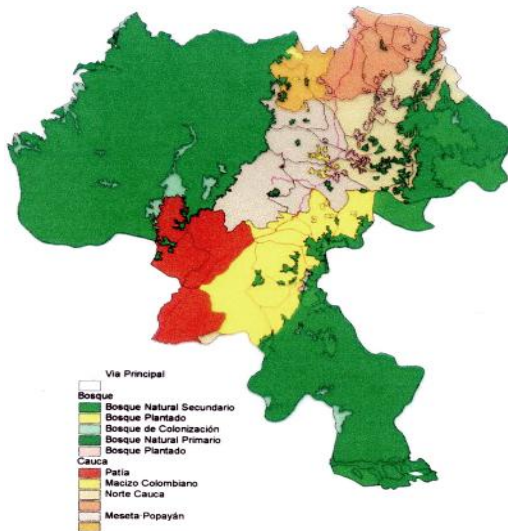 Via Principal
Bosque
Bosque Natural Secundario
Bosque Plantado
Bosque de Colonización
Bosque Natural Primario
Bosque Plantado
Cauca
Patía
Macizo Colombiano
Norte Cauca
Meseta Popayán